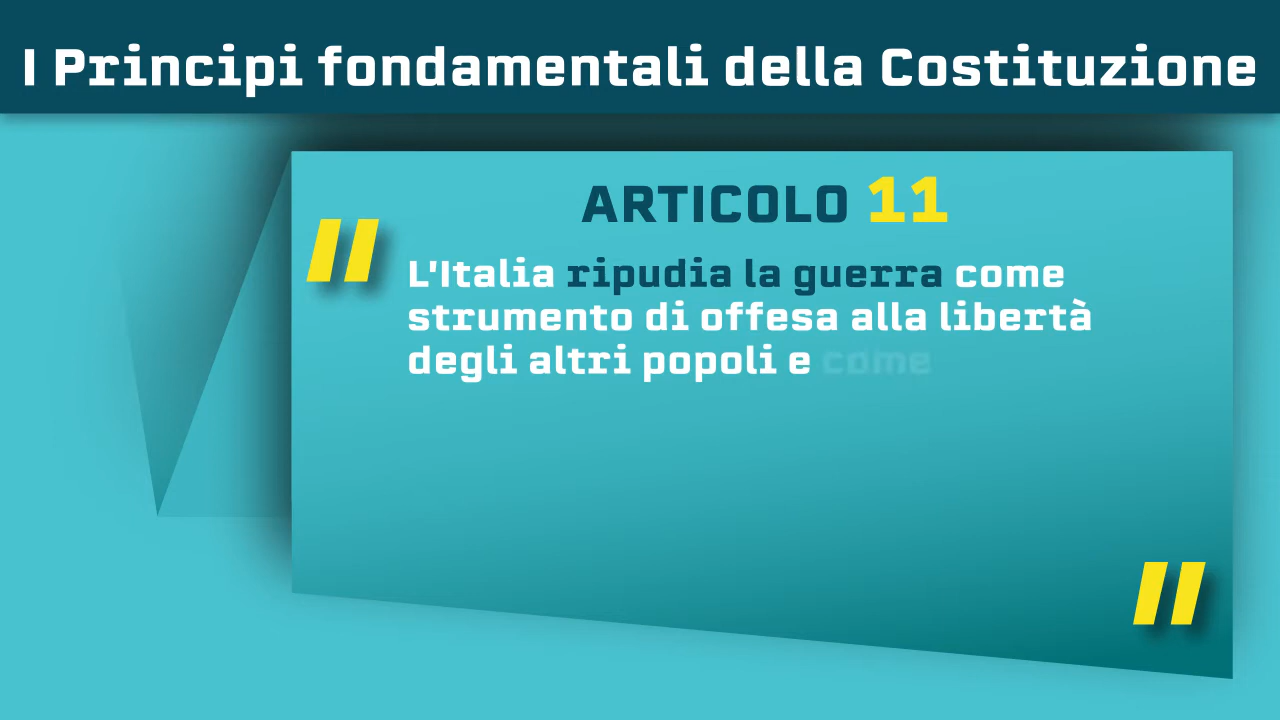 I Principi fondamentali della Costituzione
ARTICOLO 11
"
L'Italia ripudia la guerra come
strumento di offesa alla libertà
degli altri popoli e come
"